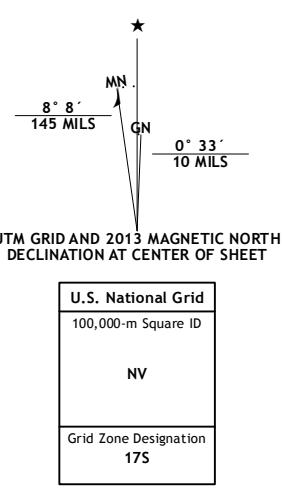 MN
8° 8´
145 MILS
GN
0° 33´
10 MILS
UTM GRID AND 2013 MAGNETIC NORTH
DECLINATION AT CENTER OF SHEET
U.S. National Grid
100,000-m Square ID
NV
Grid Zone Designation
17S